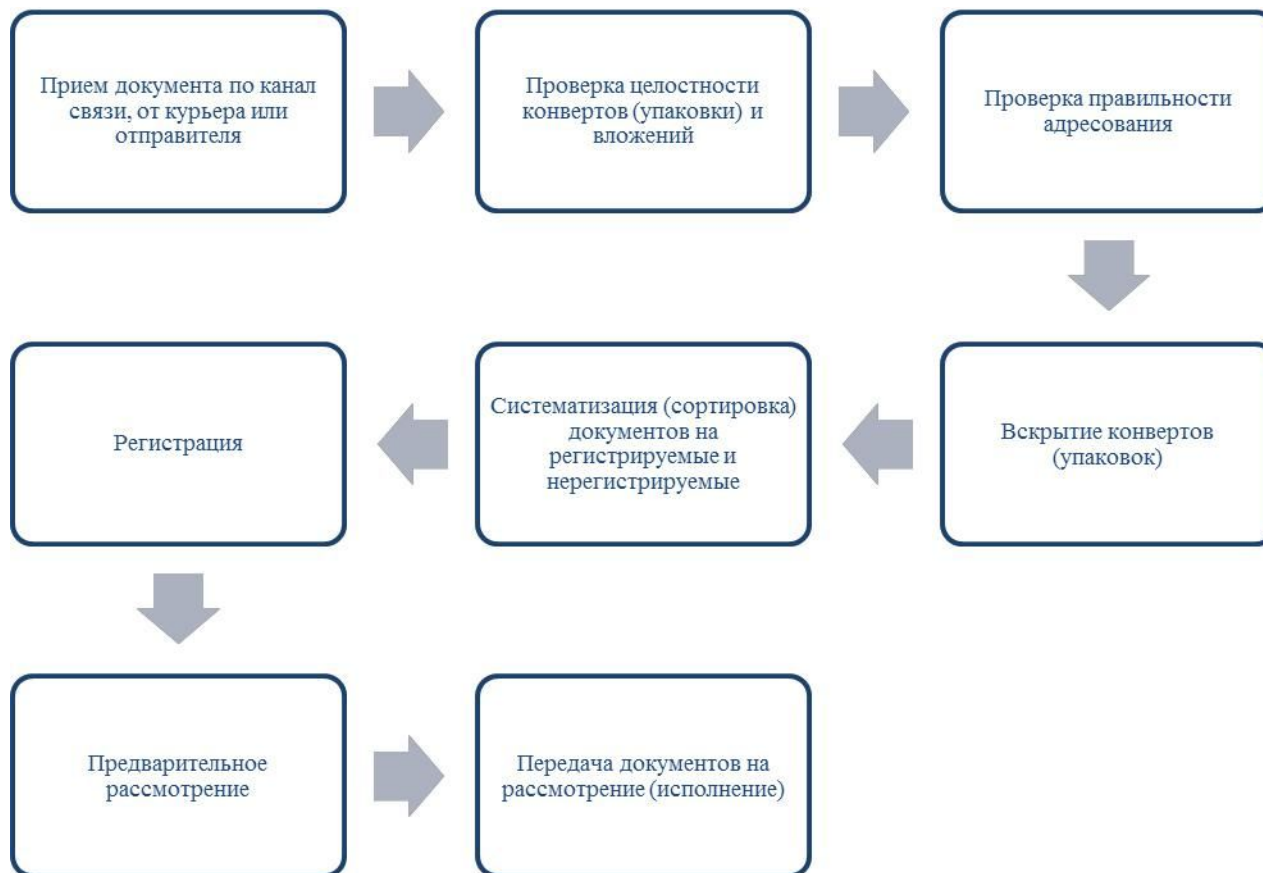 Прием документа по канал
связи, от курьера или
отправителя
Проверка целостности
конвертов (упаковки) и
вложений
Проверка правильности
адресования
Вскрытие конвертов
(упаковок)
Систематизация (сортировка)
документов на
регистрируемые и
нерегистрируемые
Регистрация
Предварительное
рассмотрение
Передача документов на
рассмотрение (исполнение)